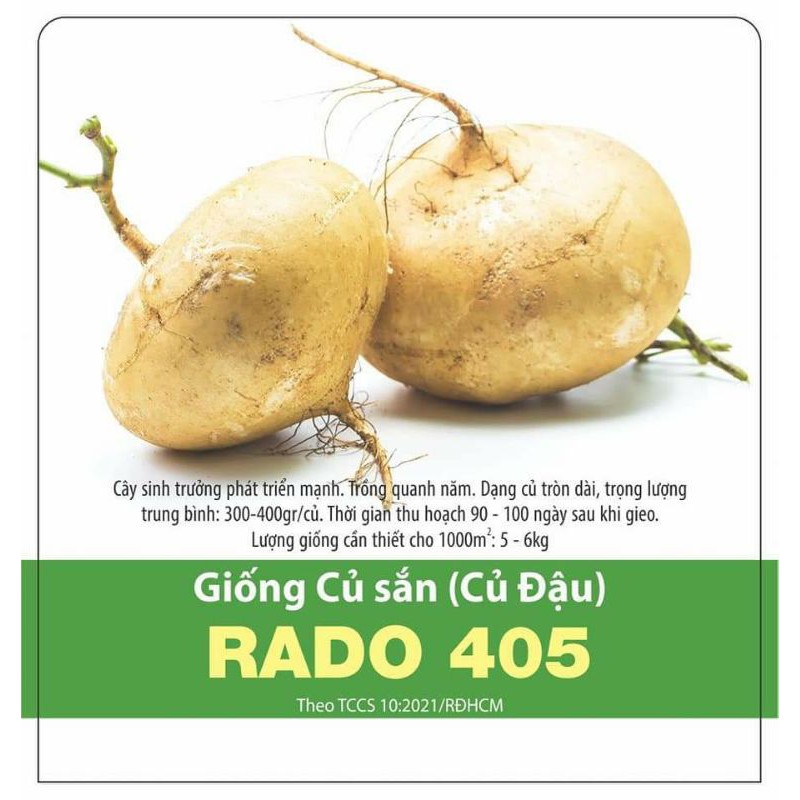 Cây sinh trưởng phát triển mạnh. Trồng quanh năm. Dạng củ tròn dài, trọng lượng
trung bình: 300-400gr/củ. Thời gian thu hoạch 90 - 100 ngày sau khi gieo.
Lượng giống cần thiết cho 1000m²: 5 - 6kg
Giống Củ sắn (Củ Đậu)
RADO 405
Theo TCCS 10:2021/RĐHCM